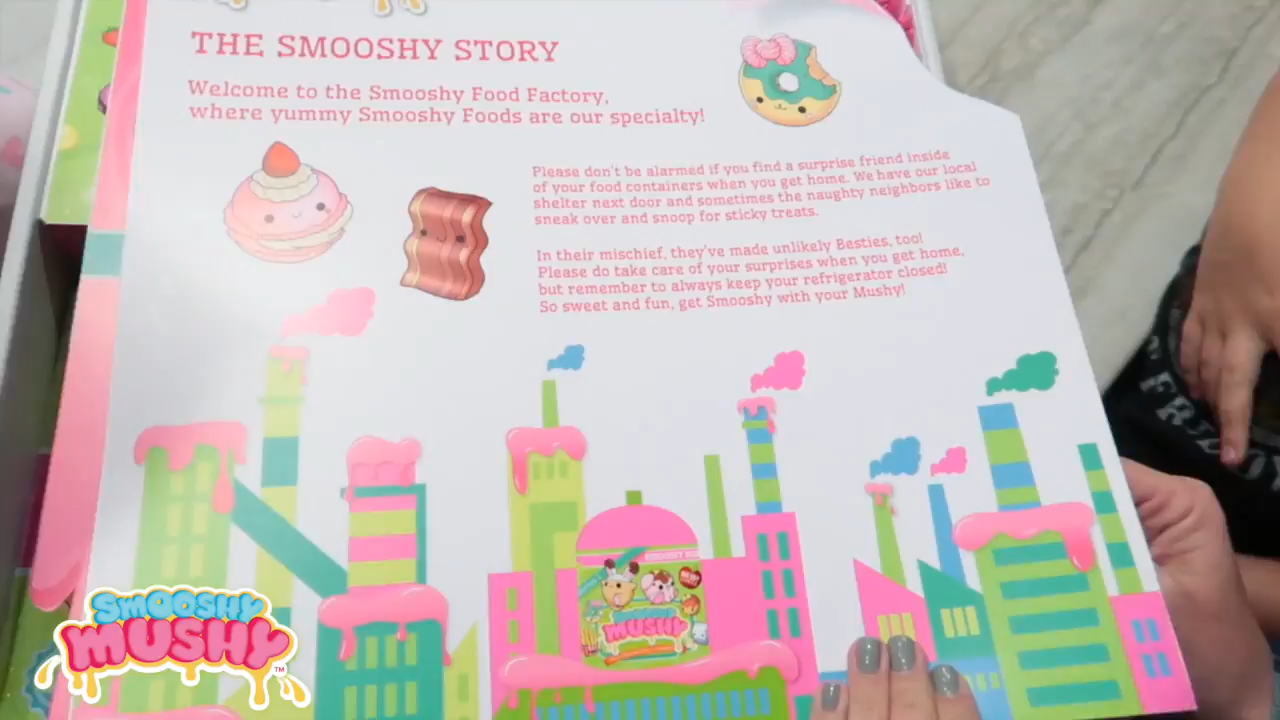 THE SMOOSHY STORY
Welcome to the Smooshy Food Factory,
where yummy Smooshy Foods are our specialty!
Please don't be alarmed if you find a surprise friend inside
of your food containers when you get home. We have our local
shelter next door and sometimes the naughty neighbors like to
sneak over and snoop for sticky treats.
In their mischief, they've made unlikely Besties, too!
Please do take care of your surprises when you get home,
but remember to always keep your refrigerator closed!
So sweet and fun, get Smooshy with your Mushy!
MUSHY
SMOOSHY
MUSHY™